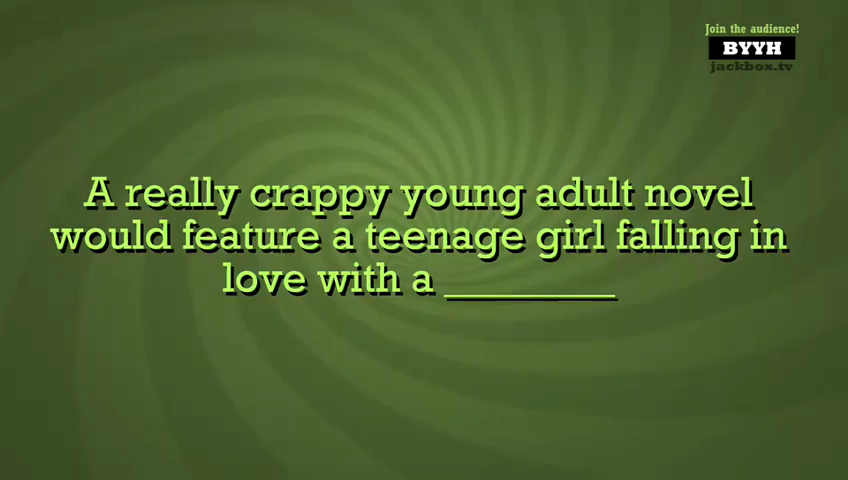 Join the audience!
BYYH
jackbox.tv
A really crappy young adult novel
would feature a teenage girl falling in
love with a ________